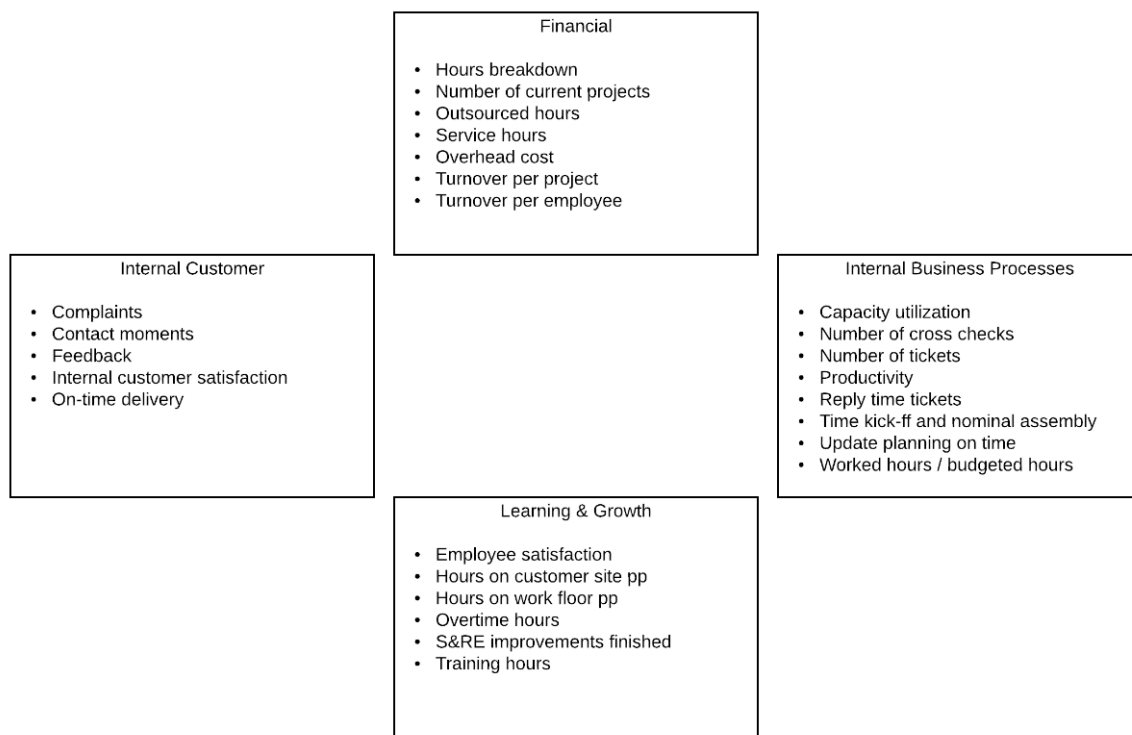 Financial
• Hours breakdown
• Number of current projects
• Outsourced hours
• Service hours
• Overhead cost
• Turnover per project
• Turnover per employee
Internal Customer
• Complaints
• Contact moments
• Feedback
• Internal customer satisfaction
• On-time delivery
Internal Business Processes
• Capacity utilization
• Number of cross checks
• Number of tickets
• Productivity
• Reply time tickets
• Time kick-ff and nominal assembly
• Update planning on time
• Worked hours / budgeted hours
Learning & Growth
• Employee satisfaction
• Hours on customer site pp
• Hours on work floor pp
• Overtime hours
• S&RE improvements finished
• Training hours